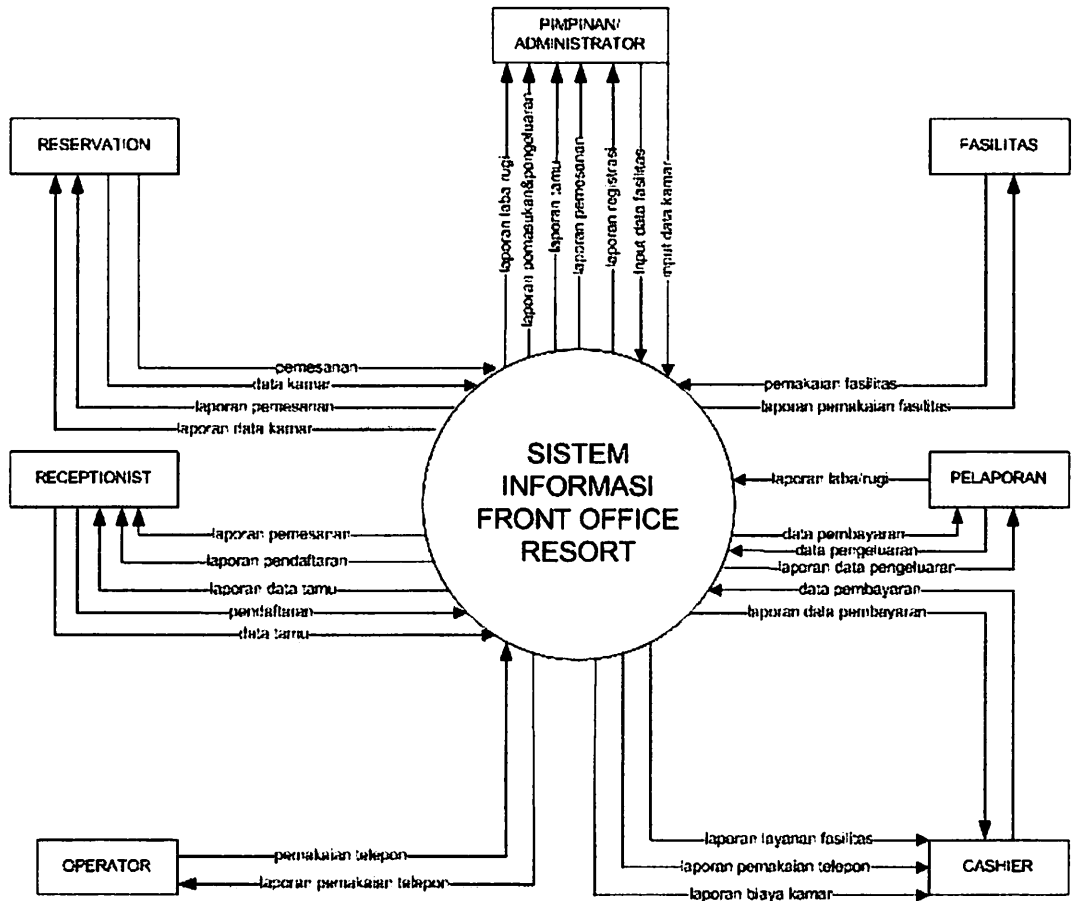 PIMPINAN/
ADMINISTRATOR
RESERVATION
FASILITAS
laporan laba rugi
laporan pemasukan&pengeluaran
laporan tamu
laporan pemesanan
laporan registrasi
Input data fasilitas
input data kamar
pemesanan
data kamar
laporan pemesanan
laporan data kamar
pemakaian fasilitas
laporan pemakaian fasilitas
SISTEM
INFORMASI
FRONT OFFICE
RESORT
RECEPTIONIST
PELAPORAN
laporan laba/rugi
laporan pemesanan
laporan pendaftaran
laporan data tamu
pendaftaran
data tamu
data pembayaran
data pengeluaran
laporan data pengeluaran
data pembayaran
laporan data pembayaran
OPERATOR
pemakaian telepon
laporan pemakaian telepon
laporan layanan fasilitas
laporan pemakaian telepon
laporan biaya kamar
CASHIER